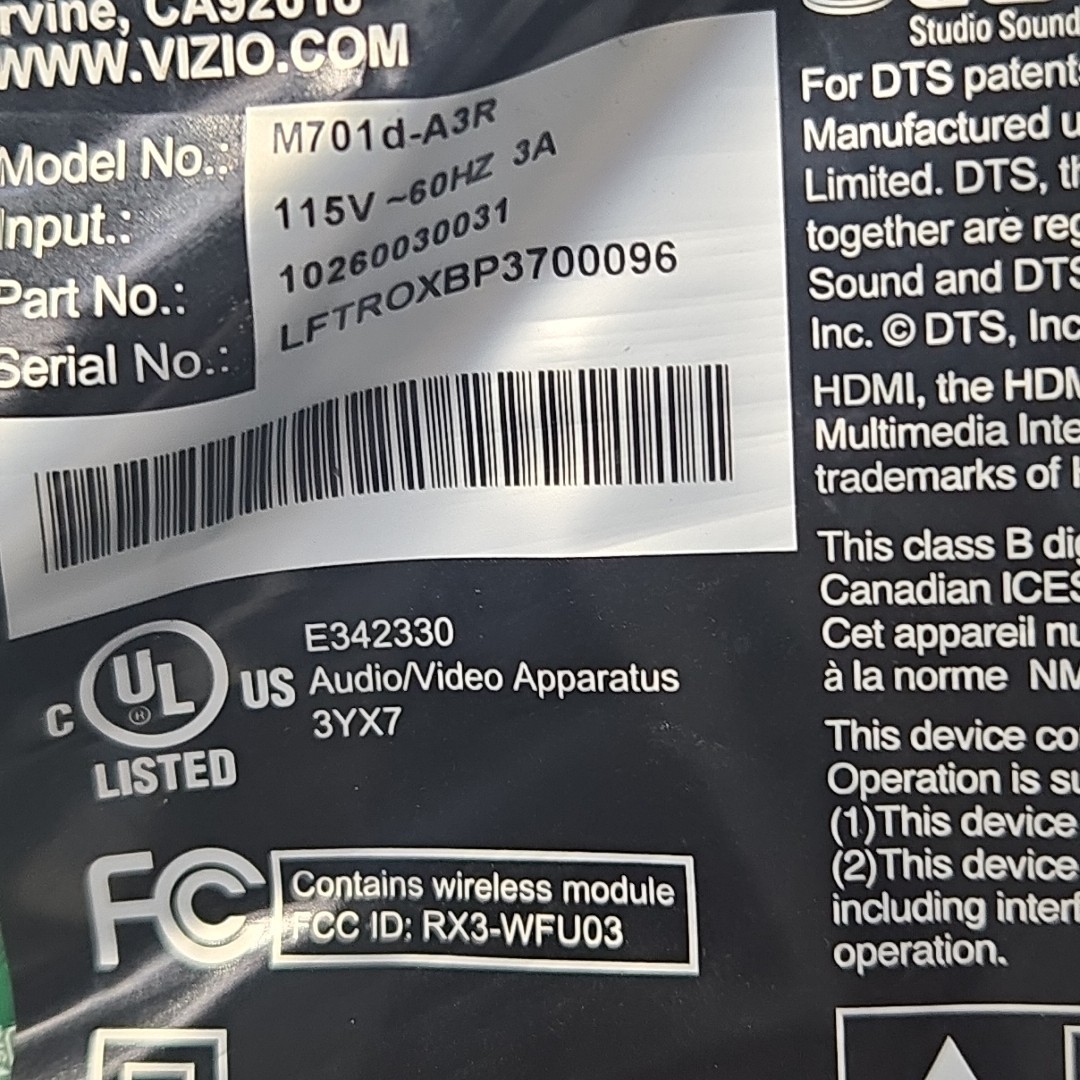 rvine, CA92618
WWW.VIZIO.COM
Model No.: M701d-A3R
Input.: 115V ~60HZ 3A
Part No.: 10260030031
Serial No.: LFTROXBP3700096
C UL US
H
LISTED
E342330
Audio/Video Apparatus
3YX7
FC Contains wireless module
FCC ID: RX3-WFU03
Studio Sound
For DTS patent
Manufactured u
Limited. DTS, th
together are reg
Sound and DTS
Inc. © DTS, Inc
HDMI, the HDM
Multimedia Inte
trademarks of H
This class B dig
Canadian ICES
Cet appareil nu
à la norme NM
This device co
Operation is su
(1)This device
(2)This device
including interf
operation.